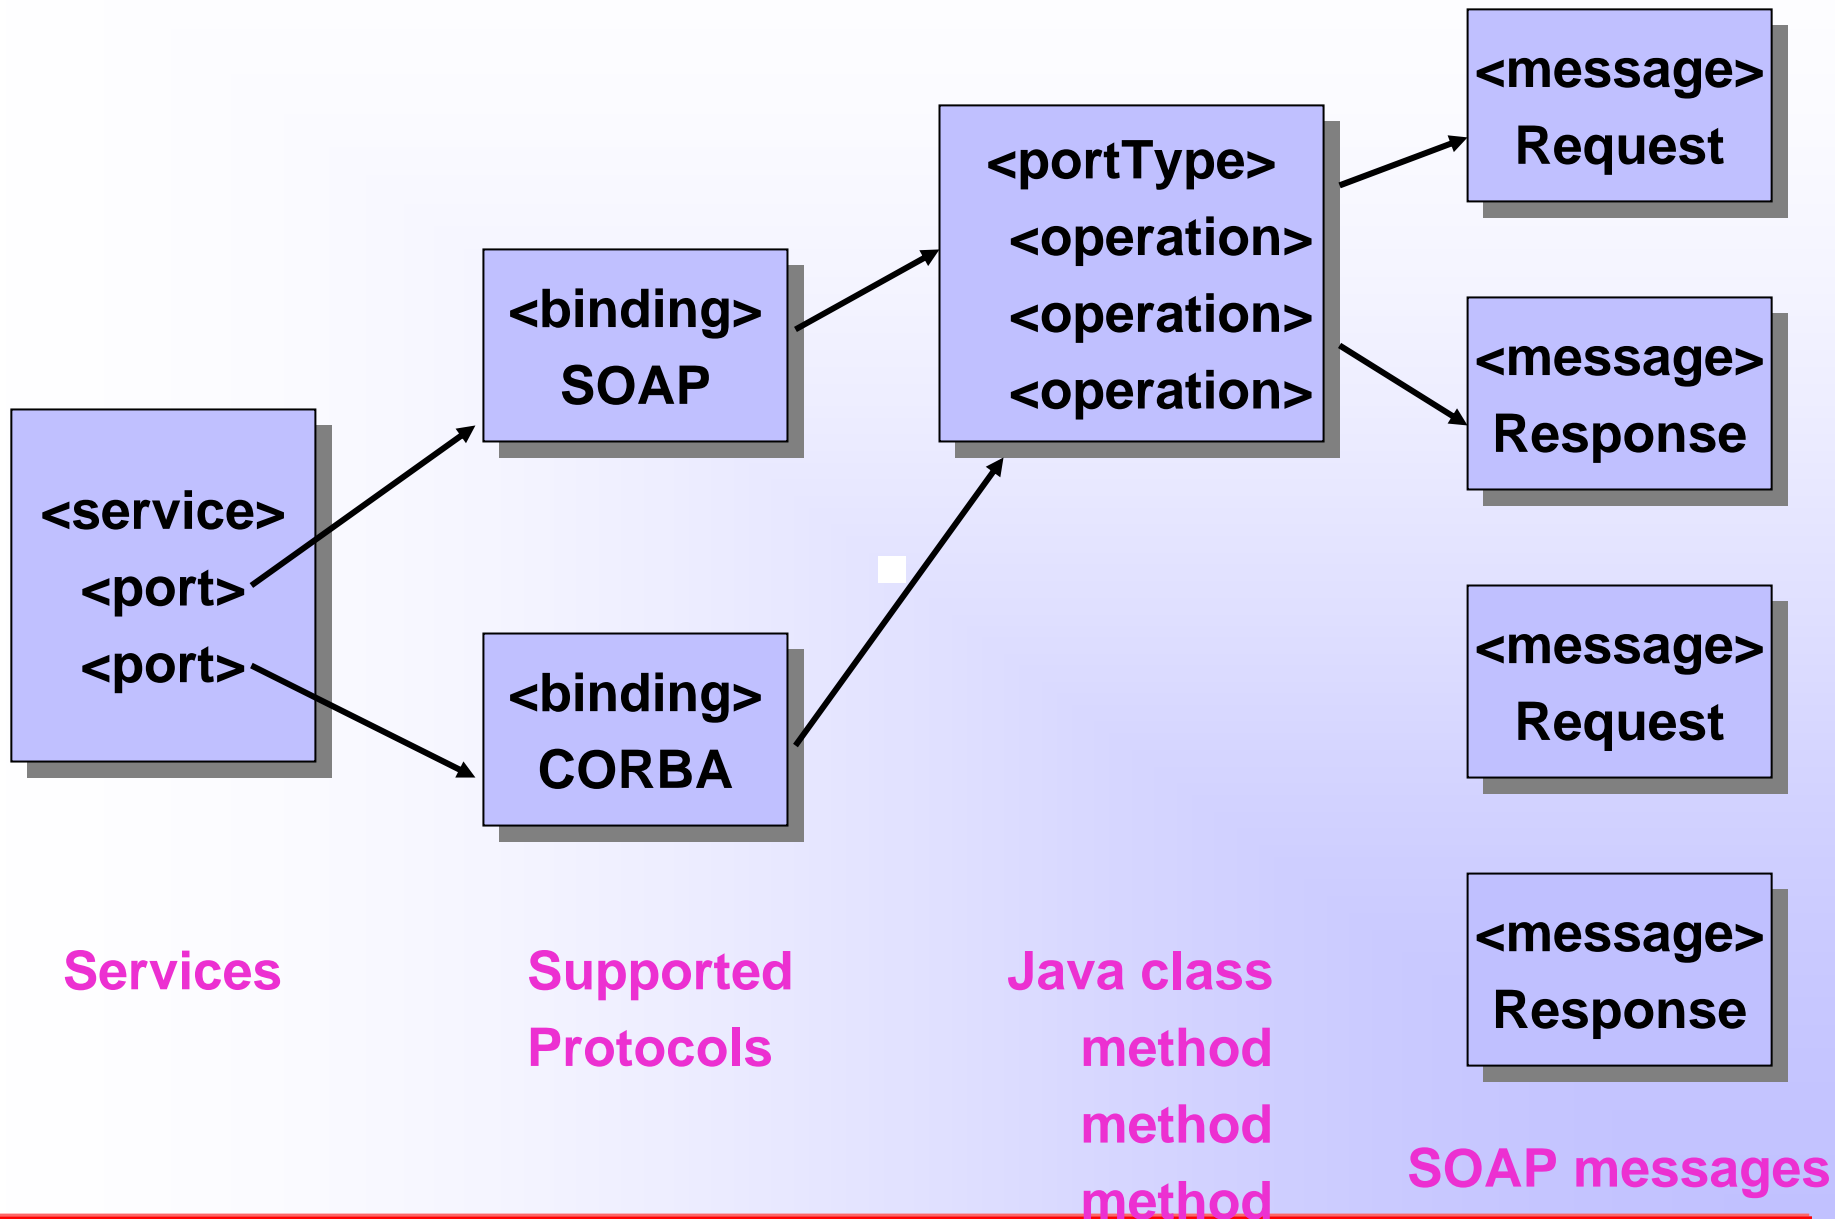 <service>
<port>
<port>
<binding>
SOAP
<binding>
CORBA
<portType>
<operation>
<operation>
<operation>
<message>
Request
<message>
Response
<message>
Request
<message>
Response
Services
Supported
Protocols
Java class
method
method
method
SOAP messages